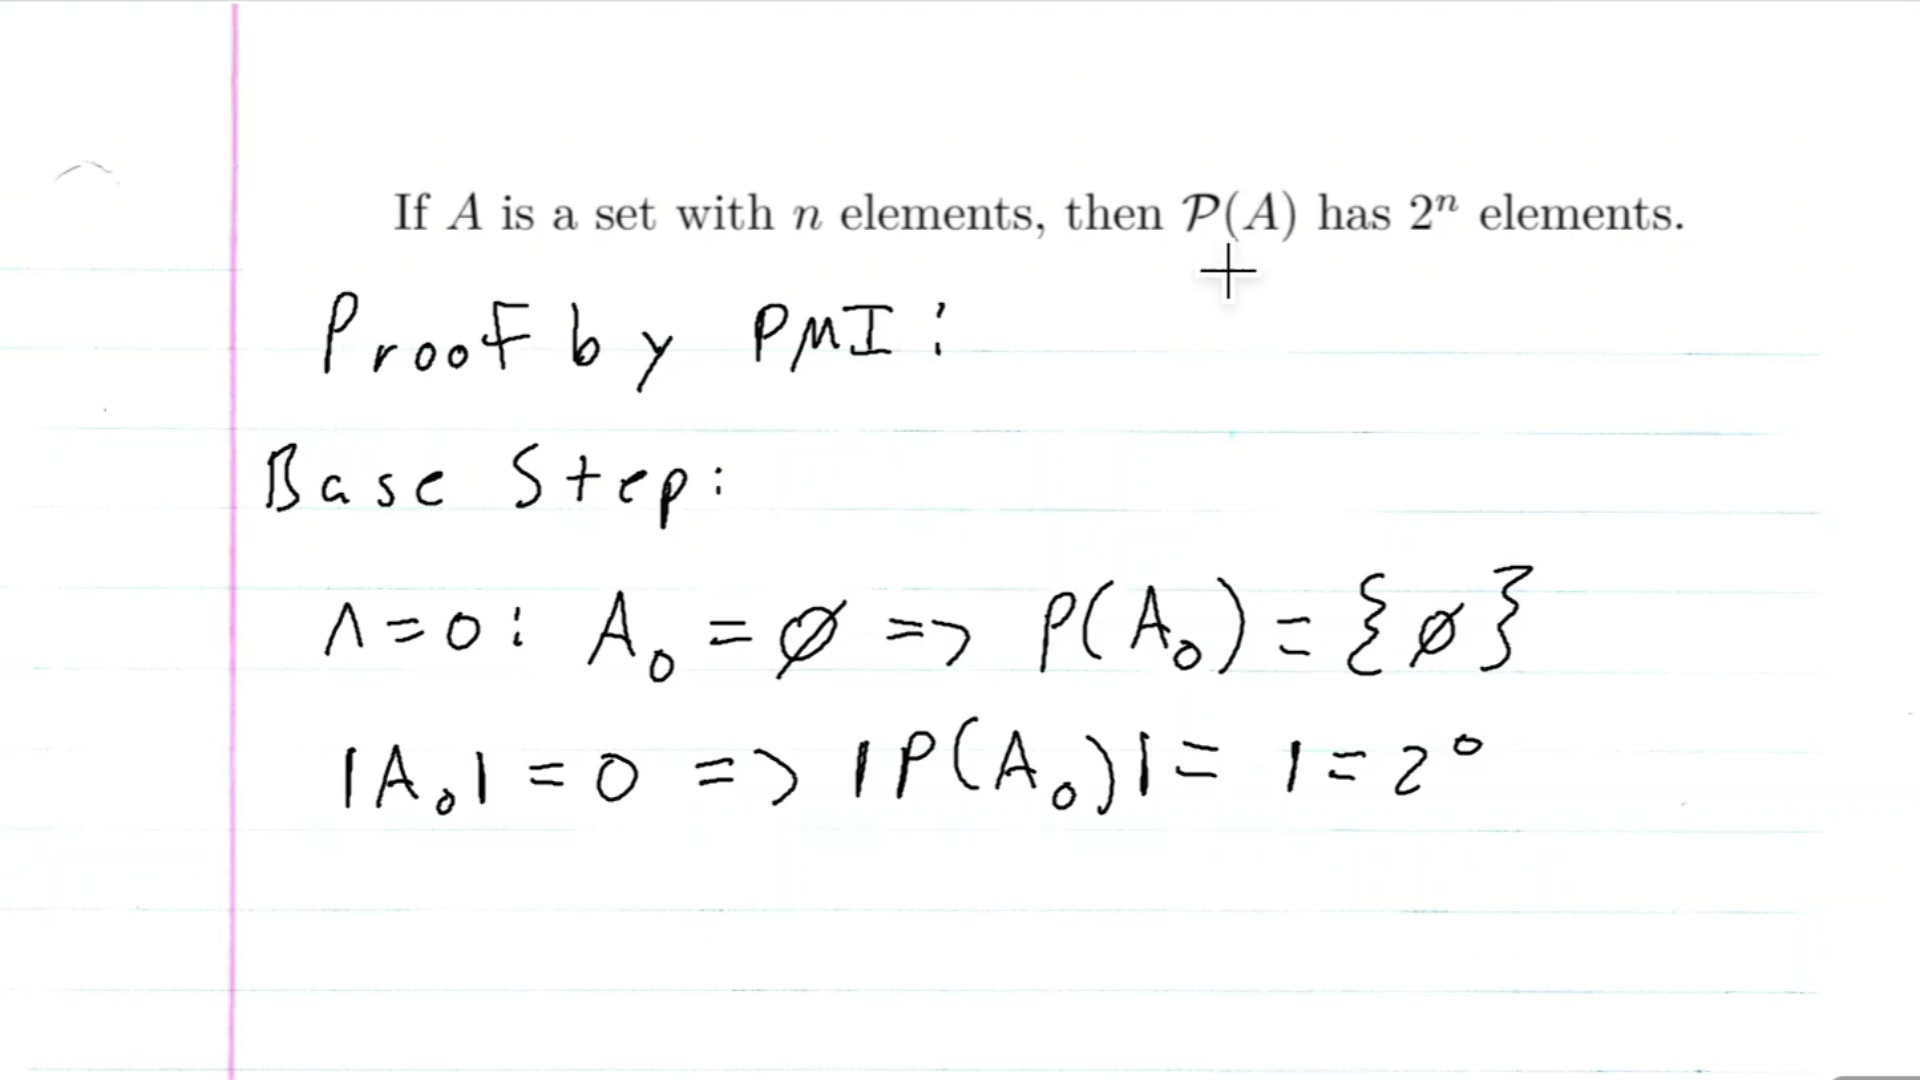 If A is a set with n elements, then 𝒫(A) has 2ⁿ elements.
Proof by PMI:
Base Step:
n=0: A₀ = ∅ => P(A₀) = {∅}
|A₀| = 0 => |P(A₀)| = 1 = 2⁰